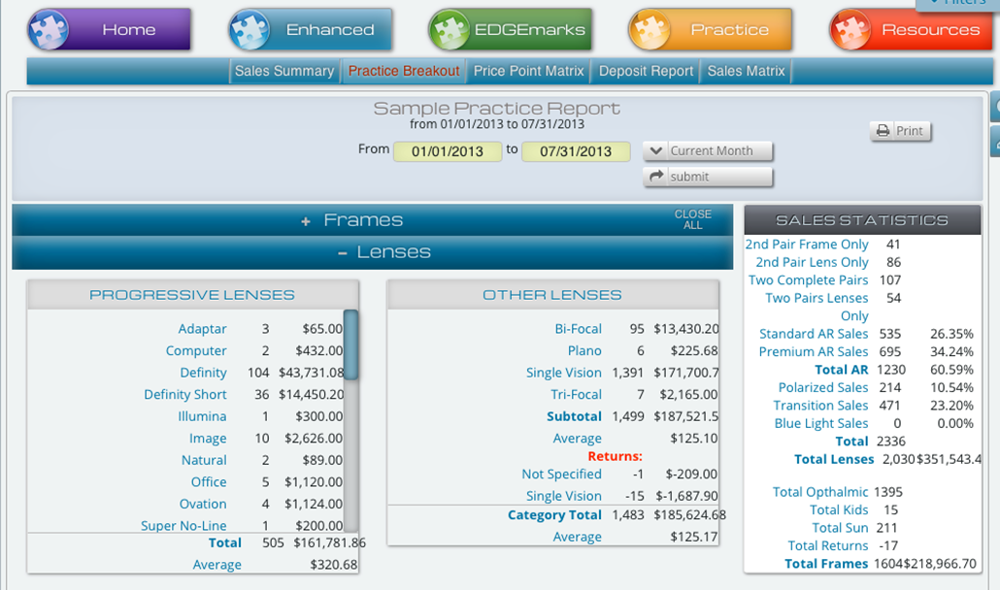 Filters
Home Enhanced EDGEmarks Practice Resources
Sales Summary Practice Breakout Price Point Matrix Deposit Report Sales Matrix
Sample Practice Report
from 01/01/2013 to 07/31/2013
Print
From 01/01/2013 to 07/31/2013 Current Month
submit
+ Frames
CLOSE ALL
– Lenses
PROGRESSIVE LENSES
Adaptar 3 $65.00
Computer 2 $432.00
Definity 104 $43,731.08
Definity Short 36 $14,450.20
Illumina 1 $300.00
Image 10 $2,626.00
Natural 2 $89.00
Office 5 $1,120.00
Ovation 4 $1,124.00
Super No-Line 1 $200.00
Total 505 $161,781.86
Average $320.68
OTHER LENSES
Bi-Focal 95 $13,430.20
Plano 6 $225.68
Single Vision 1,391 $171,700.7
Tri-Focal 7 $2,165.00
Subtotal 1,499 $187,521.5
Average $125.10
Returns:
Not Specified -1 $-209.00
Single Vision -15 $-1,687.90
Category Total 1,483 $185,624.68
Average $125.17
SALES STATISTICS
2nd Pair Frame Only 41
2nd Pair Lens Only 86
Two Complete Pairs 107
Two Pairs Lenses 54
Only
Standard AR Sales 535 26.35%
Premium AR Sales 695 34.24%
Total AR 1230 60.59%
Polarized Sales 214 10.54%
Transition Sales 471 23.20%
Blue Light Sales 0 0.00%
Total 2336
Total Lenses 2,030 $351,543.4
Total Opthalmic 1395
Total Kids 15
Total Sun 211
Total Returns -17
Total Frames 1604 $218,966.70